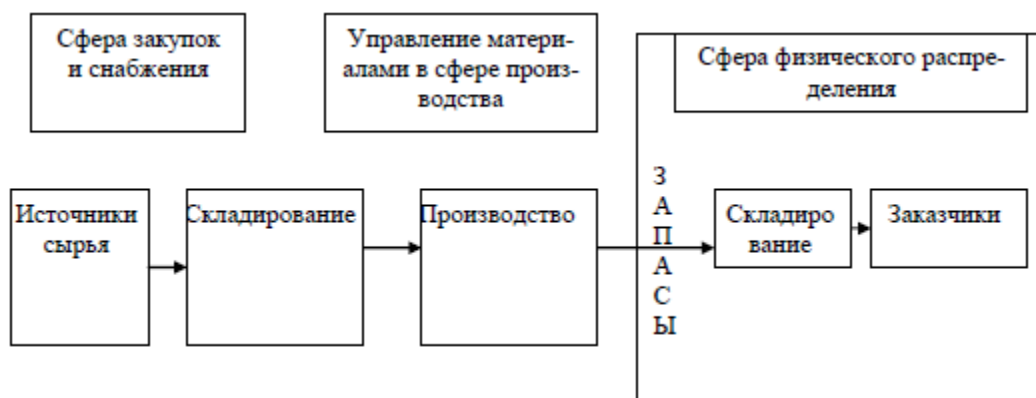 Сфера закупок
и снабжения
Управление матери-
алами в сфере произ-
водства
Сфера физического распре-
деления
Источники
сырья
Складирование
Производство
З
А
П
А
С
Ы
Складиро
вание
Заказчики